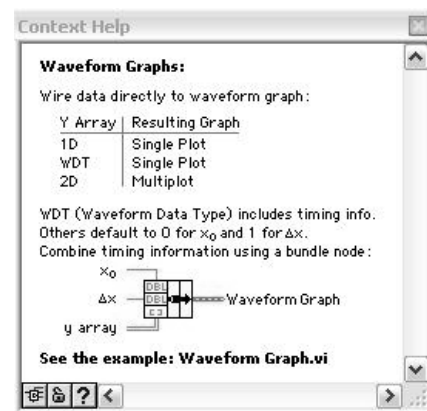 Context Help
Waveform Graphs:
Wire data directly to waveform graph:
Y Array Resulting Graph
1D Single Plot
WDT Single Plot
2D Multiplot
WDT (Waveform Data Type) includes timing info.
Others default to 0 for x₀ and 1 for Δx.
Combine timing information using a bundle node:
x₀
DBL
Δx DBL Waveform Graph
y array
See the example: Waveform Graph.vi
?